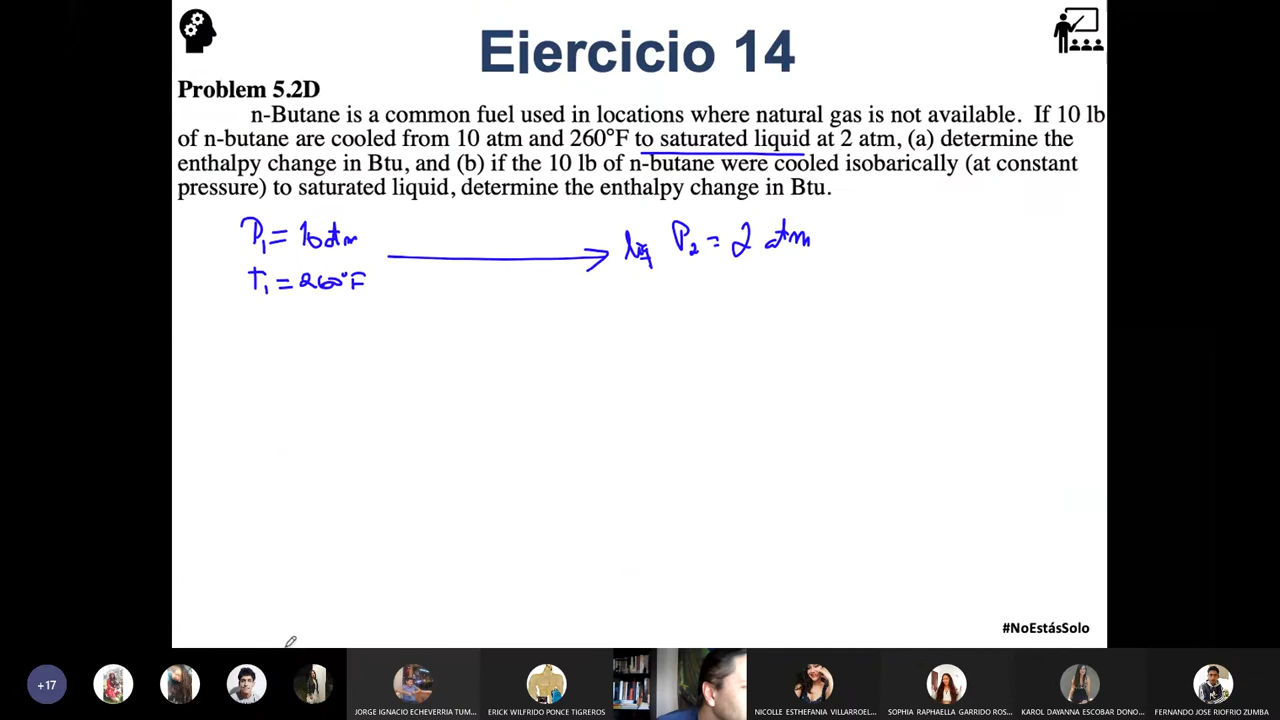 Ejercicio 14
Problem 5.2D
n-Butane is a common fuel used in locations where natural gas is not available. If 10 lb
of n-butane are cooled from 10 atm and 260°F to saturated liquid at 2 atm, (a) determine the
enthalpy change in Btu, and (b) if the 10 lb of n-butane were cooled isobarically (at constant
pressure) to saturated liquid, determine the enthalpy change in Btu.
P₁ = 10 atm
liq P₂ = 2 atm
T₁ = 260°F
#NoEstásSolo
+17
JORGE IGNACIO ECHEVERRIA TUM...
ERICK WILFRIDO PONCE TIGREROS
NICOLLE ESTHEFANIA VILLARROEL...
SOPHIA RAPHAELLA GARRIDO ROS...
KAROL DAYANNA ESCOBAR DONO...
FERNANDO JOSE RIOFRIO ZUMBA